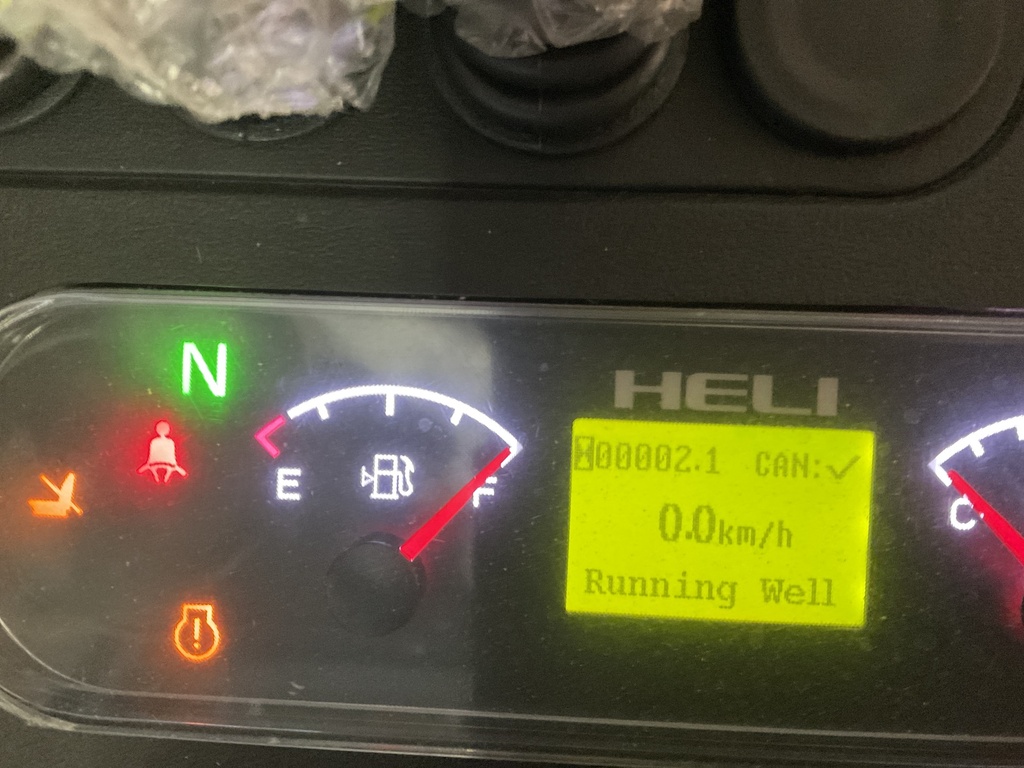 N
E
F
HELI
00002.1 CAN:✓
0.0km/h
Running Well
C